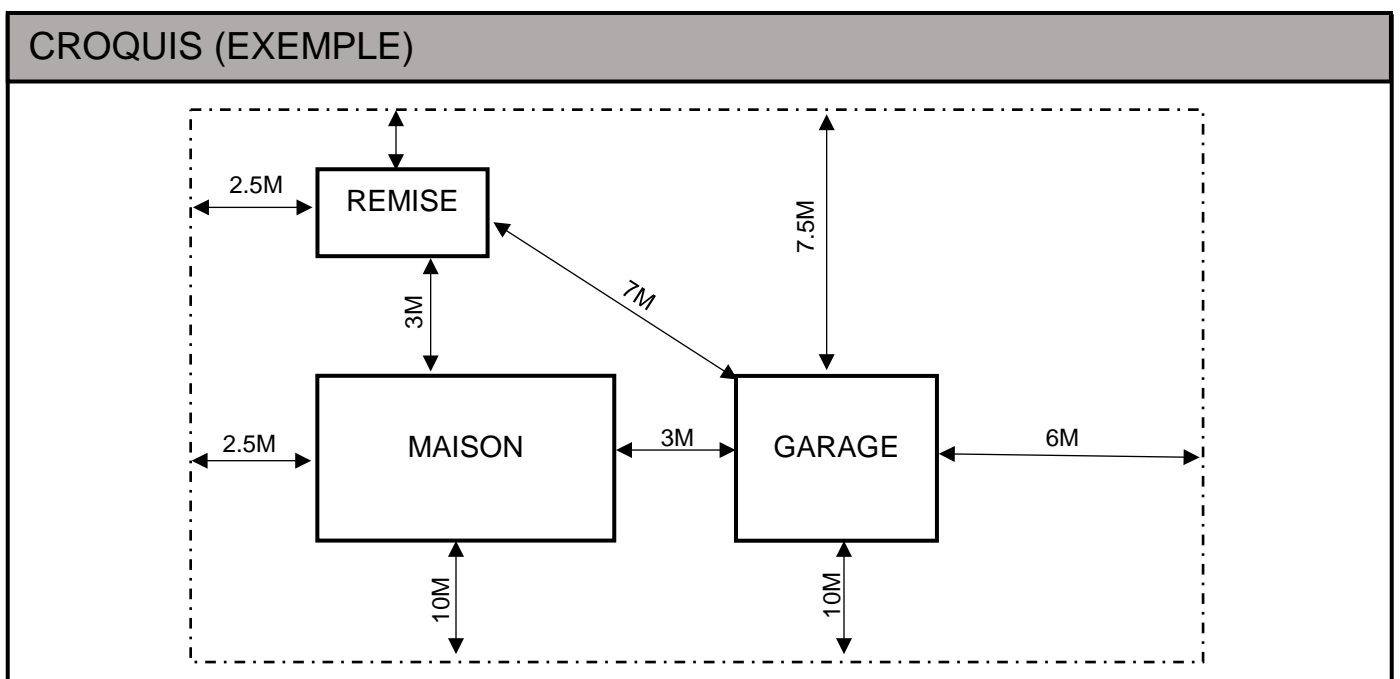 CROQUIS (EXEMPLE)
2.5M
REMISE
7.5M
3M
7M
2.5M
MAISON
3M
GARAGE
6M
10M
10M